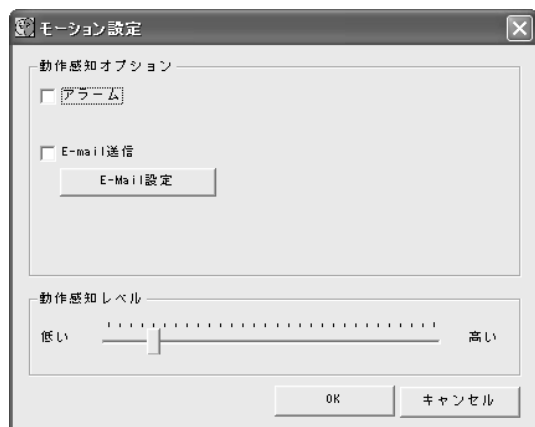 モーション設定
動作感知オプション
アラーム
E-mail送信
E-Mail設定
動作感知レベル
低い 高い
OK キャンセル